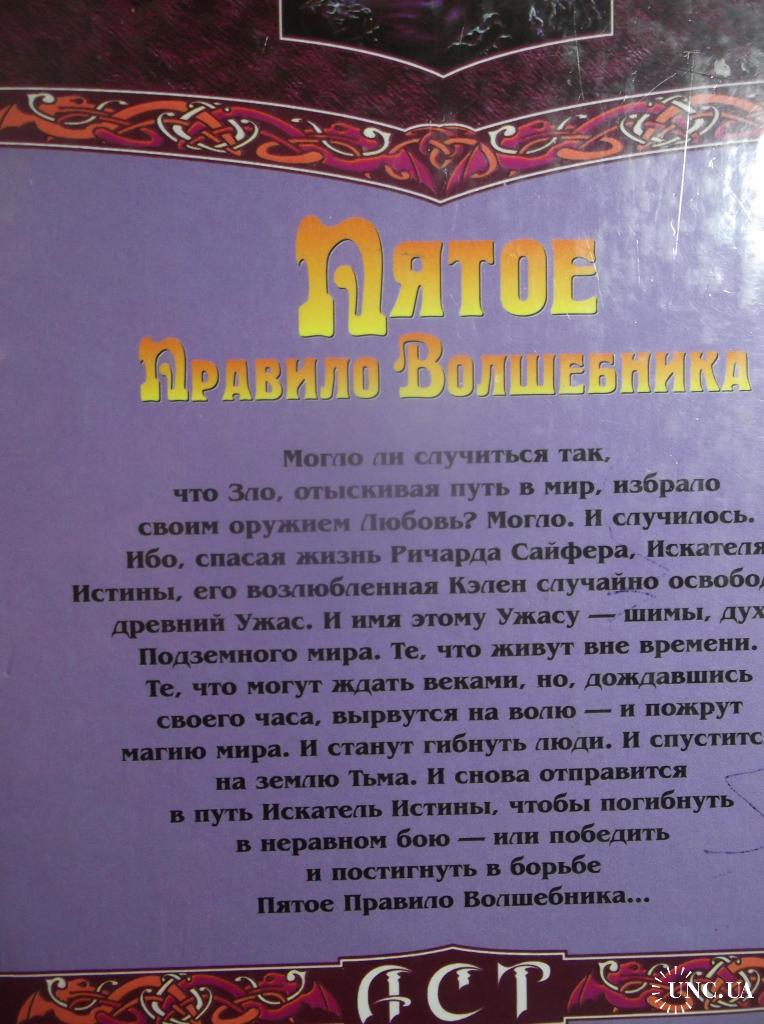 Пятое
Правило Волшебника
Могло ли случиться так,
что Зло, отыскивая путь в мир, избрало
своим оружием Любовь? Могло. И случилось.
Ибо, спасая жизнь Ричарда Сайфера, Искателя
Истины, его возлюбленная Кэлен случайно освобод
древний Ужас. И имя этому Ужасу — шимы, дух
Подземного мира. Те, что живут вне времени.
Те, что могут ждать веками, но, дождавшись
своего часа, вырвутся на волю — и пожрут
магию мира. И станут гибнуть люди. И спуститс
на землю Тьма. И снова отправится
в путь Искатель Истины, чтобы погибнуть
в неравном бою — или победить
и постигнуть в борьбе
Пятое Правило Волшебника...
АСТ
UNC.UA